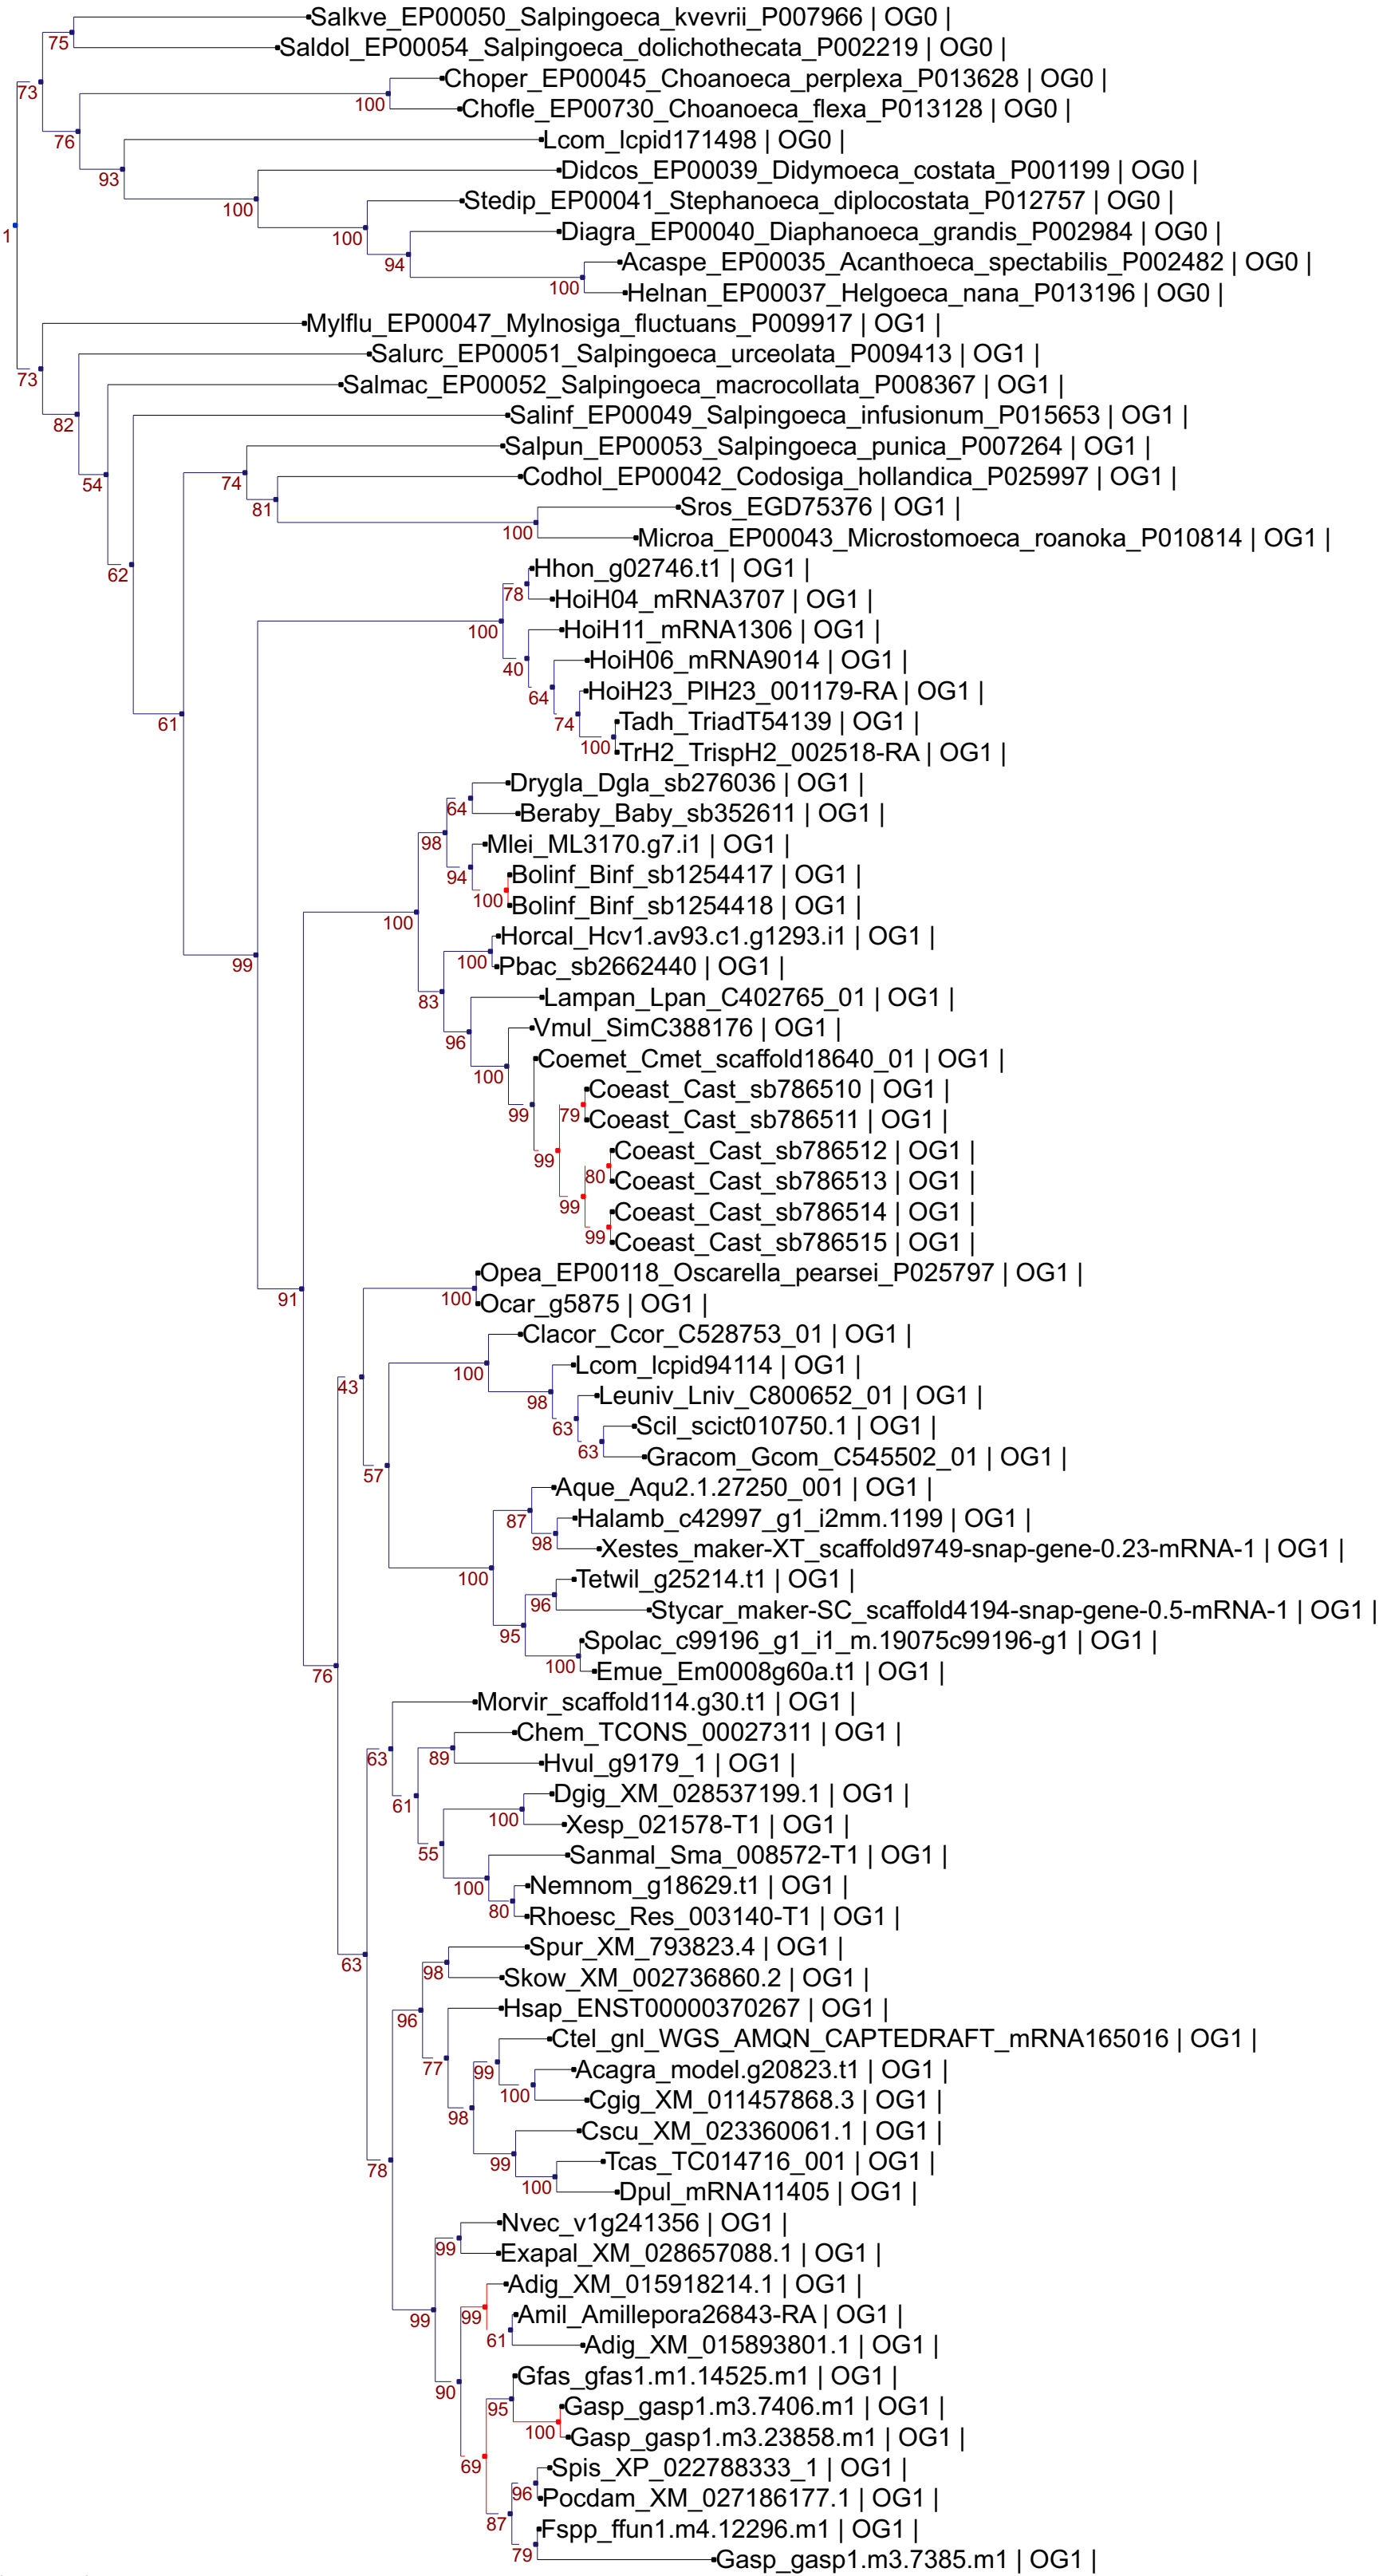 Salkve_EP00050_Salpingoeca_kvevrii_P007966 | OG0 |
75
Saldol_EP00054_Salpingoeca_dolichothecata_P002219 | OG0 |
73
Choper_EP00045_Choanoeca_perplexa_P013628 | OG0 |
100
Chofle_EP00730_Choanoeca_flexa_P013128 | OG0 |
76
Lcom_lcpid171498 | OG0 |
93
Didcos_EP00039_Didymoeca_costata_P001199 | OG0 |
100
Stedip_EP00041_Stephanoeca_diplocostata_P012757 | OG0 |
100
Diagra_EP00040_Diaphanoeca_grandis_P002984 | OG0 |
1
94
Acaspe_EP00035_Acanthoeca_spectabilis_P002482 | OG0 |
100
Helnan_EP00037_Helgoeca_nana_P013196 | OG0 |
Mylflu_EP00047_Mylnosiga_fluctuans_P009917 | OG1 |
Salurc_EP00051_Salpingoeca_urceolata_P009413 | OG1 |
73
Salmac_EP00052_Salpingoeca_macrocollata_P008367 | OG1 |
Salinf_EP00049_Salpingoeca_infusionum_P015653 | OG1 |
82
Salpun_EP00053_Salpingoeca_punica_P007264 | OG1 |
Codhol_EP00042_Codosiga_hollandica_P025997 | OG1 |
54
74
Sros_EGD75376 | OG1 |
81
100
Microa_EP00043_Microstomoeca_roanoka_P010814 | OG1 |
Hhon_g02746.t1 | OG1 |
62
78
HoiH04_mRNA3707 | OG1 |
HoiH11_mRNA1306 | OG1 |
100
HoiH06_mRNA9014 | OG1 |
40
HoiH23_PlH23_001179-RA | OG1 |
64
Tadh_TriadT54139 | OG1 |
61
74
TrH2_TrispH2_002518-RA | OG1 |
100
Drygla_Dgla_sb276036 | OG1 |
64
Beraby_Baby_sb352611 | OG1 |
98
Mlei_ML3170.g7.i1 | OG1 |
94
Bolinf_Binf_sb1254417 | OG1 |
100
Bolinf_Binf_sb1254418 | OG1 |
100
Horcal_Hcv1.av93.c1.g1293.i1 | OG1 |
99
100
Pbac_sb2662440 | OG1 |
83
Lampan_Lpan_C402765_01 | OG1 |
Vmul_SimC388176 | OG1 |
96
Coemet_Cmet_scaffold18640_01 | OG1 |
100
Coeast_Cast_sb786510 | OG1 |
99
79
Coeast_Cast_sb786511 | OG1 |
Coeast_Cast_sb786512 | OG1 |
99
80
Coeast_Cast_sb786513 | OG1 |
99
Coeast_Cast_sb786514 | OG1 |
99
Coeast_Cast_sb786515 | OG1 |
Opea_EP00118_Oscarella_pearsei_P025797 | OG1 |
91
100
Ocar_g5875 | OG1 |
Clacor_Ccor_C528753_01 | OG1 |
Lcom_lcpid94114 | OG1 |
100
43
Leuniv_Lniv_C800652_01 | OG1 |
98
Scil_scict010750.1 | OG1 |
63
Gracom_Gcom_C545502_01 | OG1 |
63
57
Aque_Aqu2.1.27250_001 | OG1 |
87
Halamb_c42997_g1_i2mm.1199 | OG1 |
98
Xestes_maker-XT_scaffold9749-snap-gene-0.23-mRNA-1 | OG1 |
100
Tetwil_g25214.t1 | OG1 |
96
Stycar_maker-SC_scaffold4194-snap-gene-0.5-mRNA-1 | OG1 |
95
Spolac_c99196_g1_i1_m.19075c99196-g1 | OG1 |
100
Emue_Em0008g60a.t1 | OG1 |
76
Morvir_scaffold114.g30.t1 | OG1 |
Chem_TCONS_00027311 | OG1 |
63
89
Hvul_g9179_1 | OG1 |
Dgig_XM_028537199.1 | OG1 |
61
100
Xesp_021578-T1 | OG1 |
55
Sanmal_Sma_008572-T1 | OG1 |
100
Nemnom_g18629.t1 | OG1 |
80
Rhoesc_Res_003140-T1 | OG1 |
Spur_XM_793823.4 | OG1 |
63
98
Skow_XM_002736860.2 | OG1 |
Hsap_ENST00000370267 | OG1 |
96
Ctel_gnl_WGS_AMQN_CAPTEDRAFT_mRNA165016 | OG1 |
77
99
Acagra_model.g20823.t1 | OG1 |
100
Cgig_XM_011457868.3 | OG1 |
98
Cscu_XM_023360061.1 | OG1 |
99
Tcas_TC014716_001 | OG1 |
78
100
Dpul_mRNA11405 | OG1 |
Nvec_v1g241356 | OG1 |
99
Exapal_XM_028657088.1 | OG1 |
Adig_XM_015918214.1 | OG1 |
99
99
Amil_Amillepora26843-RA | OG1 |
61
Adig_XM_015893801.1 | OG1 |
Gfas_gfas1.m1.14525.m1 | OG1 |
90
95
Gasp_gasp1.m3.7406.m1 | OG1 |
100
Gasp_gasp1.m3.23858.m1 | OG1 |
69
Spis_XP_022788333_1 | OG1 |
96
Pocdam_XM_027186177.1 | OG1 |
87
Fspp_ffun1.m4.12296.m1 | OG1 |
79
Gasp_gasp1.m3.7385.m1 | OG1 |